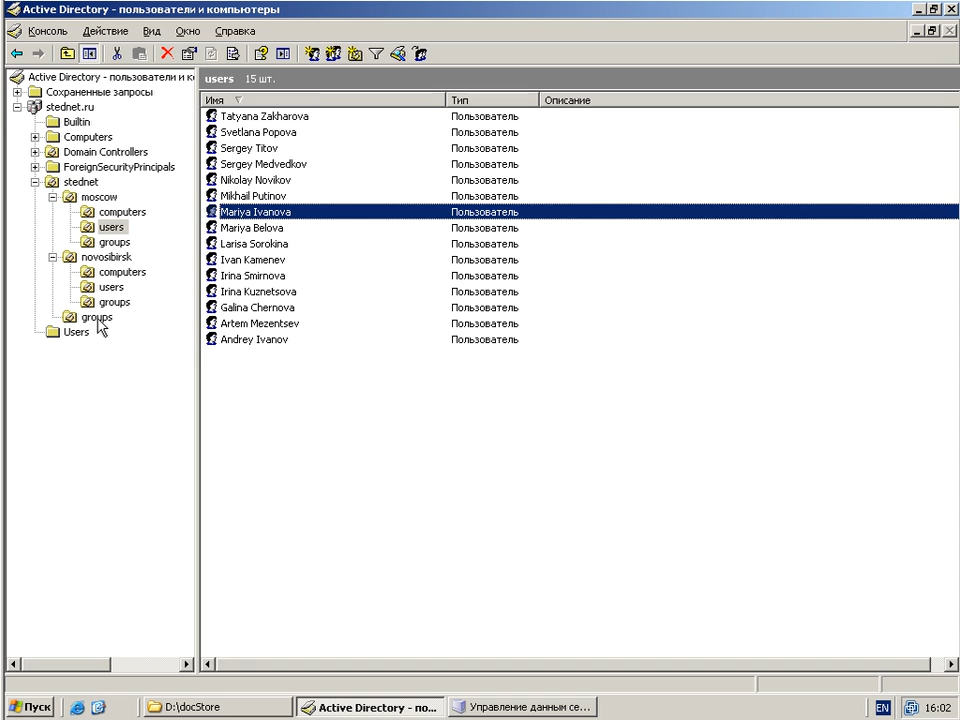 Active Directory - пользователи и компьютеры
Консоль Действие Вид Окно Справка
Active Directory - пользователи и к
Сохраненные запросы
stednet.ru
Builtin
Computers
Domain Controllers
ForeignSecurityPrincipals
stednet
moscow
computers
users
groups
novosibirsk
computers
users
groups
groups
Users
users 15 шт.
Имя Тип Описание
Tatyana Zakharova Пользователь
Svetlana Popova Пользователь
Sergey Titov Пользователь
Sergey Medvedkov Пользователь
Nikolay Novikov Пользователь
Mikhail Putinov Пользователь
Mariya Ivanova Пользователь
Mariya Belova Пользователь
Larisa Sorokina Пользователь
Ivan Kamenev Пользователь
Irina Smirnova Пользователь
Irina Kuznetsova Пользователь
Galina Chernova Пользователь
Artem Mezentsev Пользователь
Andrey Ivanov Пользователь
Пуск D:\docStore Active Directory - по... Управление данным се... EN 16:02